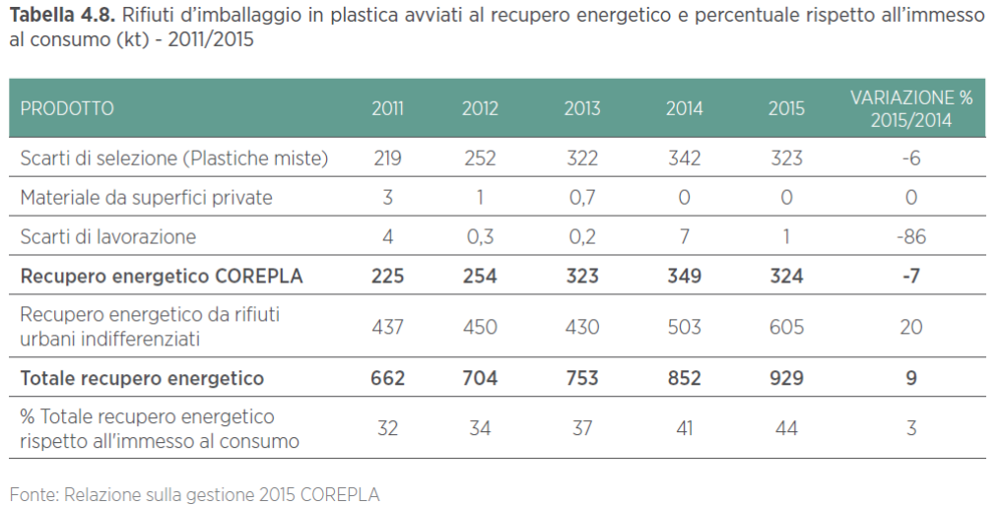 Tabella 4.8. Rifiuti d’imballaggio in plastica avviati al recupero energetico e percentuale rispetto all’immesso
al consumo (kt) - 2011/2015
PRODOTTO 2011 2012 2013 2014 2015 VARIAZIONE % 2015/2014
Scarti di selezione (Plastiche miste) 219 252 322 342 323 -6
Materiale da superfici private 3 1 0,7 0 0 0
Scarti di lavorazione 4 0,3 0,2 7 1 -86
Recupero energetico COREPLA 225 254 323 349 324 -7
Recupero energetico da rifiuti
urbani indifferenziati 437 450 430 503 605 20
Totale recupero energetico 662 704 753 852 929 9
% Totale recupero energetico
rispetto all'immesso al consumo 32 34 37 41 44 3
Fonte: Relazione sulla gestione 2015 COREPLA